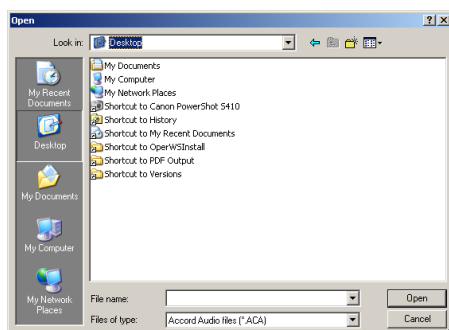 Open
Look in:
Desktop
My Recent
Documents
Desktop
My Documents
My Computer
My Network
Places
My Documents
My Computer
My Network Places
Shortcut to Canon PowerShot S410
Shortcut to History
Shortcut to My Recent Documents
Shortcut to OperWSInstall
Shortcut to PDF Output
Shortcut to Versions
File name:
Open
Files of type:
Accord Audio files (*.ACA)
Cancel